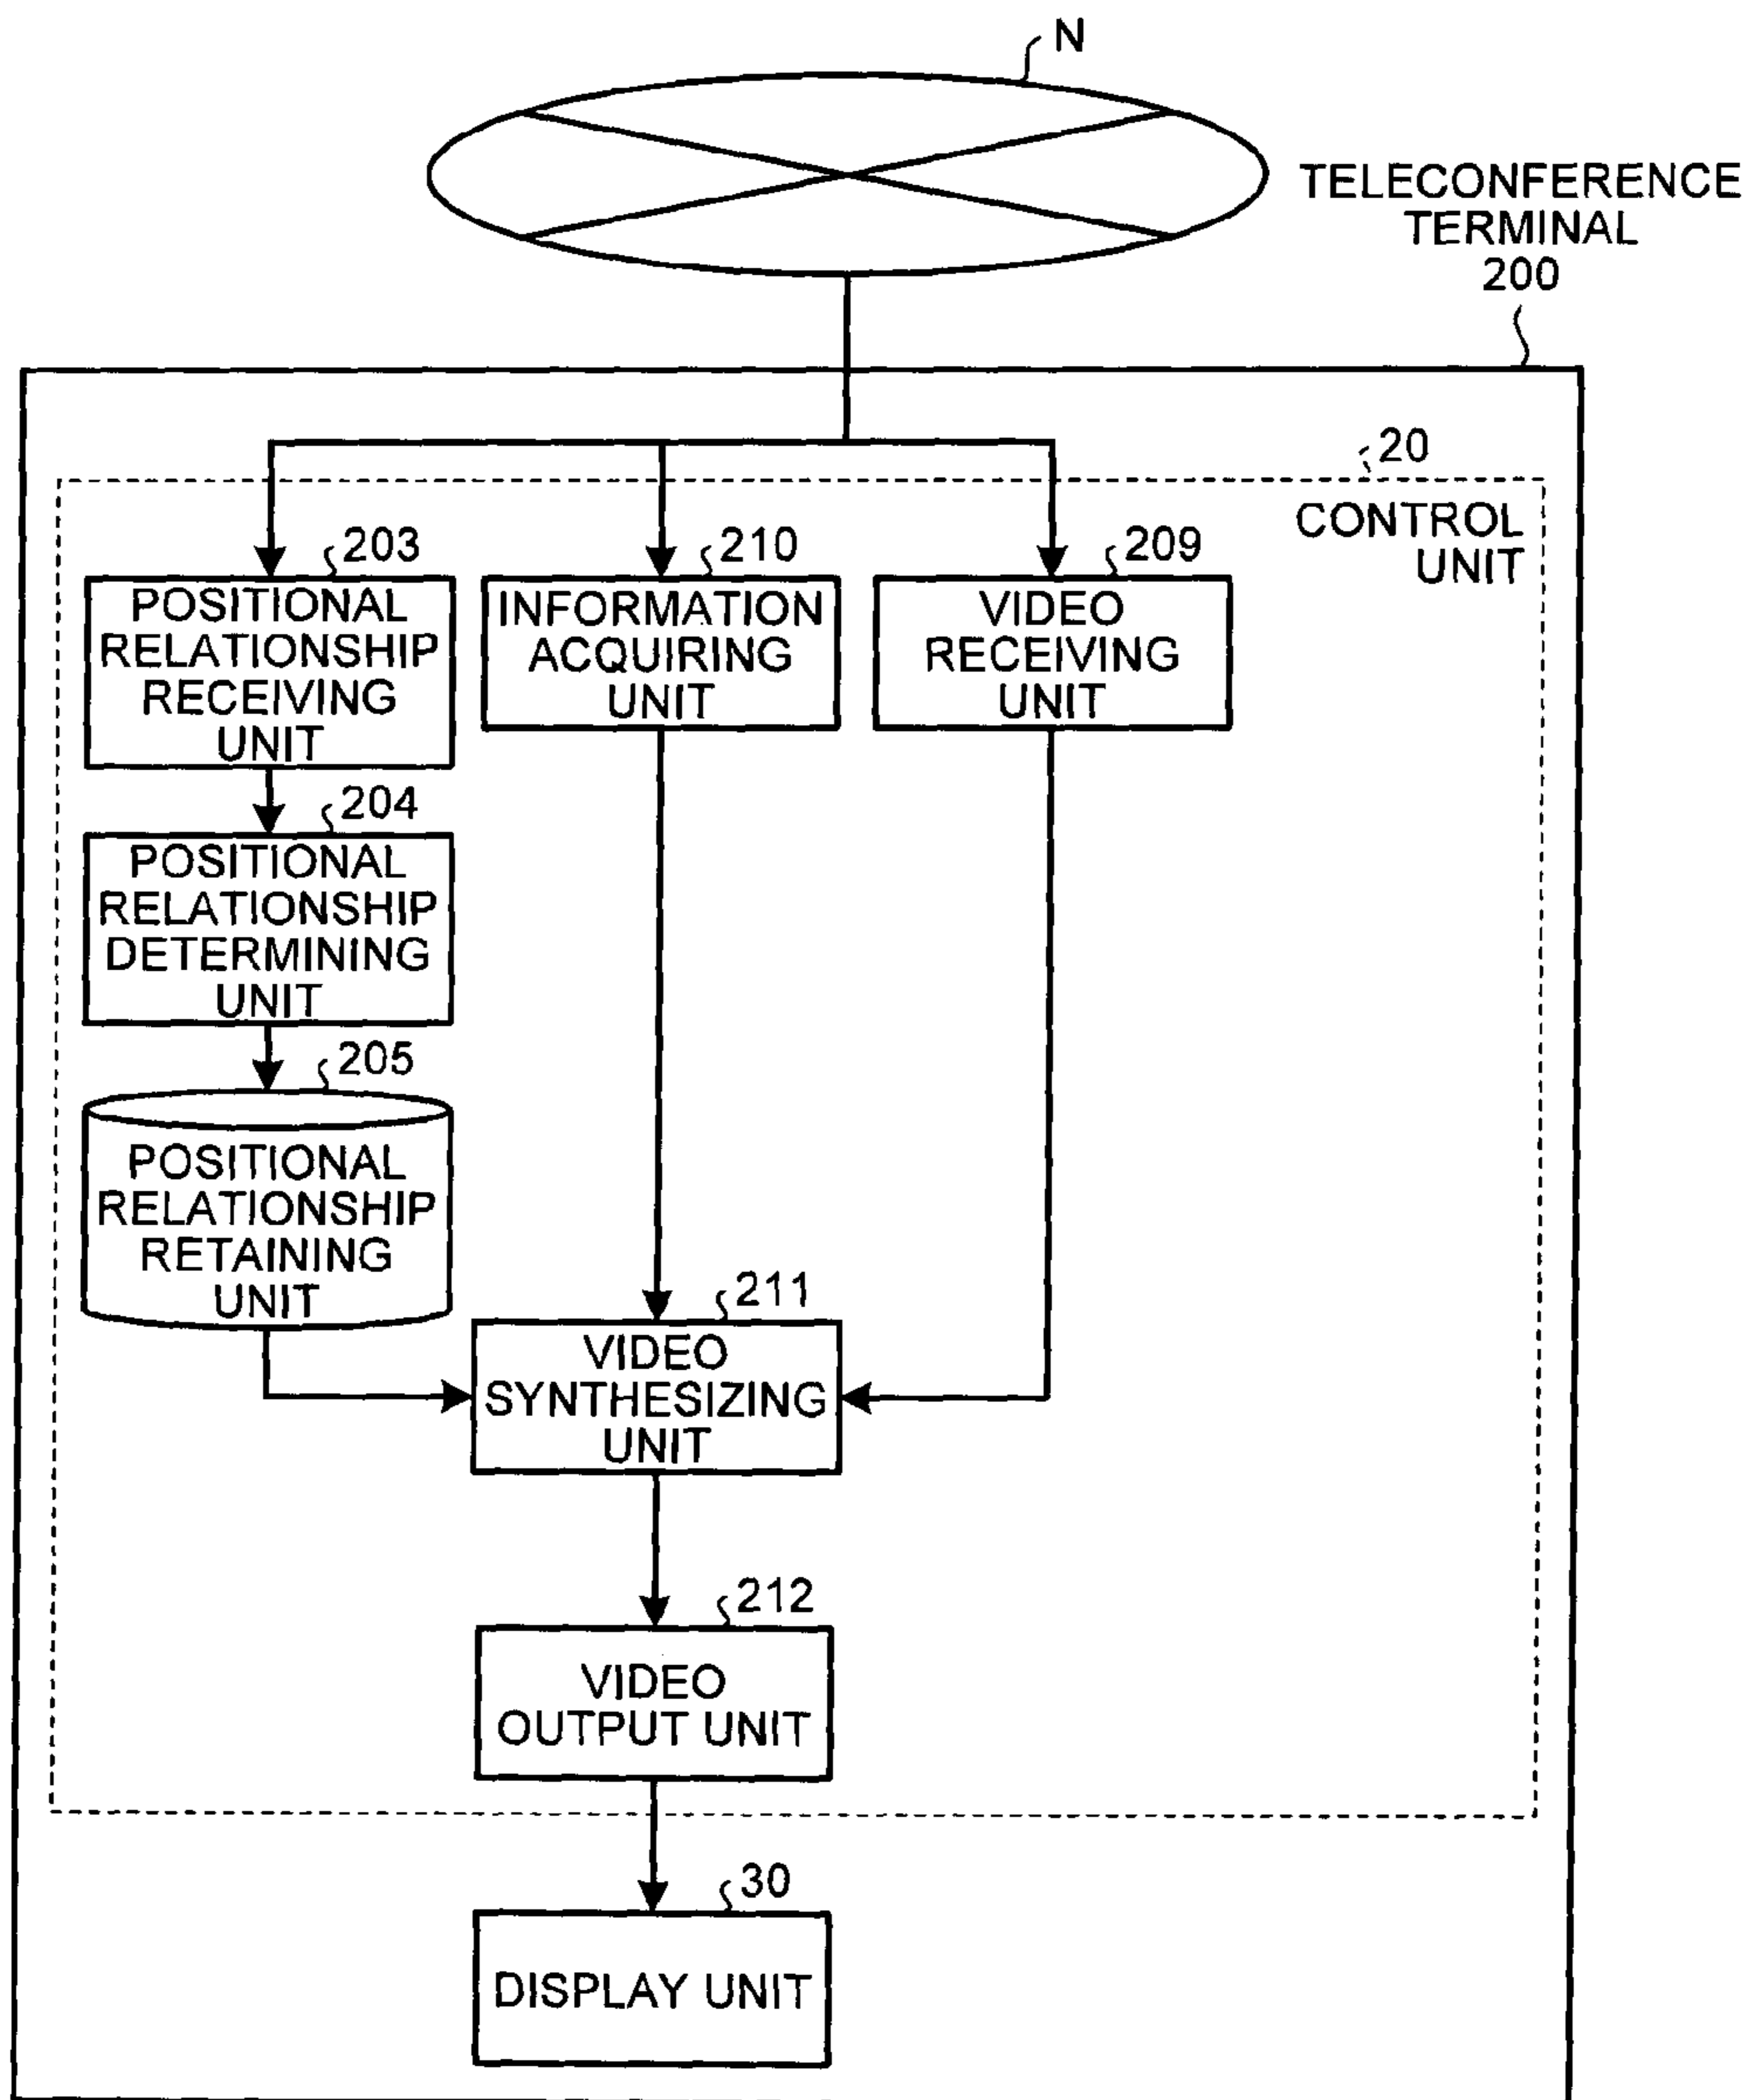 N
TELECONFERENCE
TERMINAL
200
20
CONTROL
UNIT
203
POSITIONAL
RELATIONSHIP
RECEIVING
UNIT
210
INFORMATION
ACQUIRING
UNIT
209
VIDEO
RECEIVING
UNIT
204
POSITIONAL
RELATIONSHIP
DETERMINING
UNIT
205
POSITIONAL
RELATIONSHIP
RETAINING
UNIT
211
VIDEO
SYNTHESIZING
UNIT
212
VIDEO
OUTPUT UNIT
30
DISPLAY UNIT